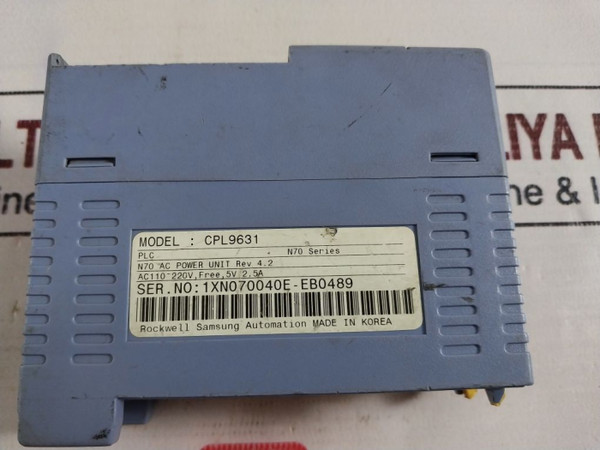 MODEL : CPL9631
PLC N70 Series
N70 AC POWER UNIT Rev 4.2
AC110~220V,Free,5V/2.5A
SER.NO:1XN070040E-EB0489
Rockwell Samsung Automation MADE IN KOREA